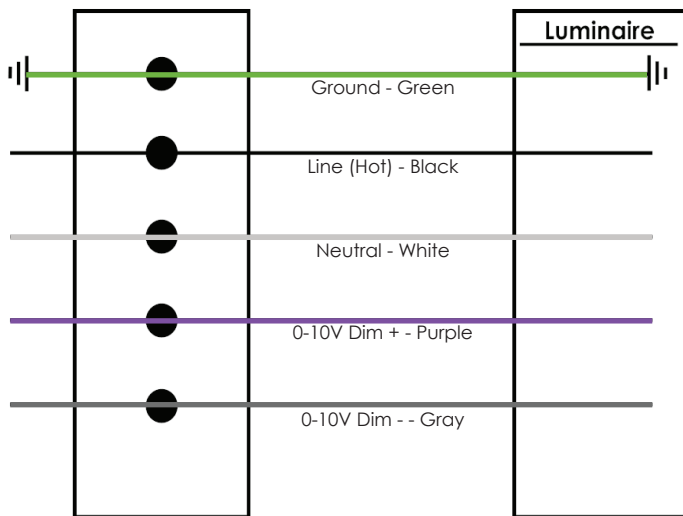 Luminaire
Ground - Green
Line (Hot) - Black
Neutral - White
0-10V Dim + - Purple
0-10V Dim - - Gray